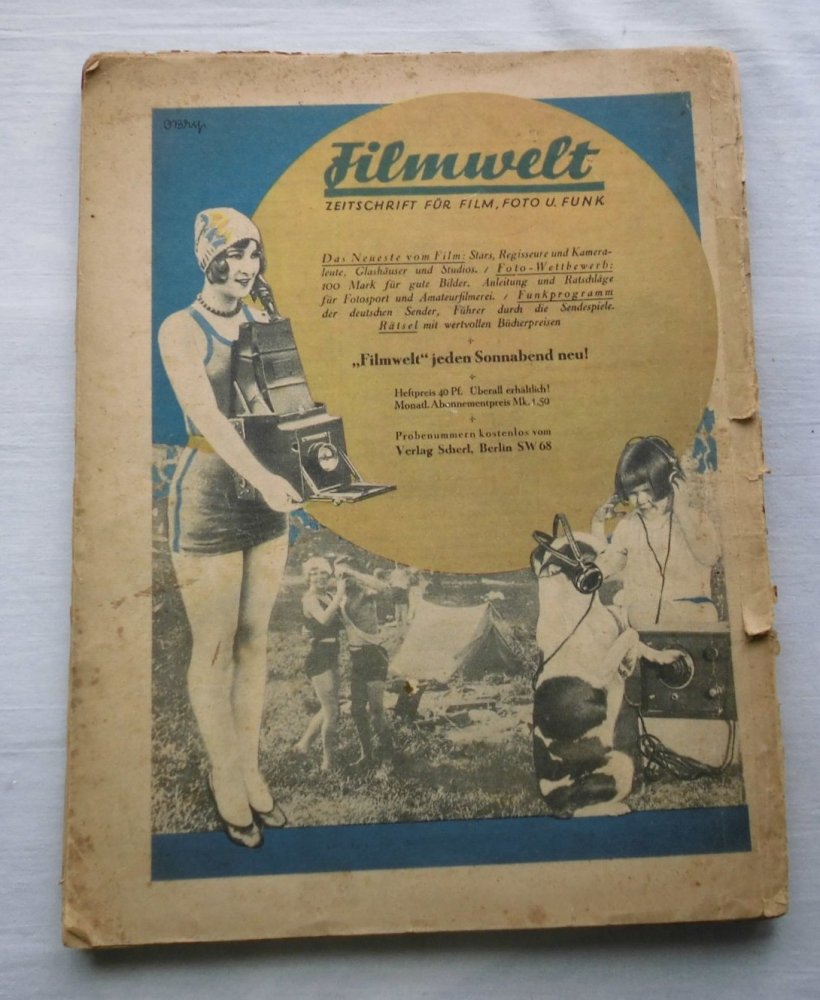 Filmwelt
ZEITSCHRIFT FÜR FILM, FOTO U. FUNK
Das Neueste vom Film: Stars, Regisseure und Kamera-
leute, Glashäuser und Studios. / Foto-Wettbewerb:
100 Mark für gute Bilder. Anleitung und Ratschläge
für Fotosport und Amateurfilmerei. / Funkprogramm
der deutschen Sender, Führer durch die Sendespiele.
Rätsel mit wertvollen Bücherpreisen
„Filmwelt“ jeden Sonnabend neu!
Heftpreis 40 Pf. Überall erhältlich!
Monatl. Abonnementpreis Mk. 1,50
Probenummern kostenlos vom
Verlag Scherl, Berlin SW 68